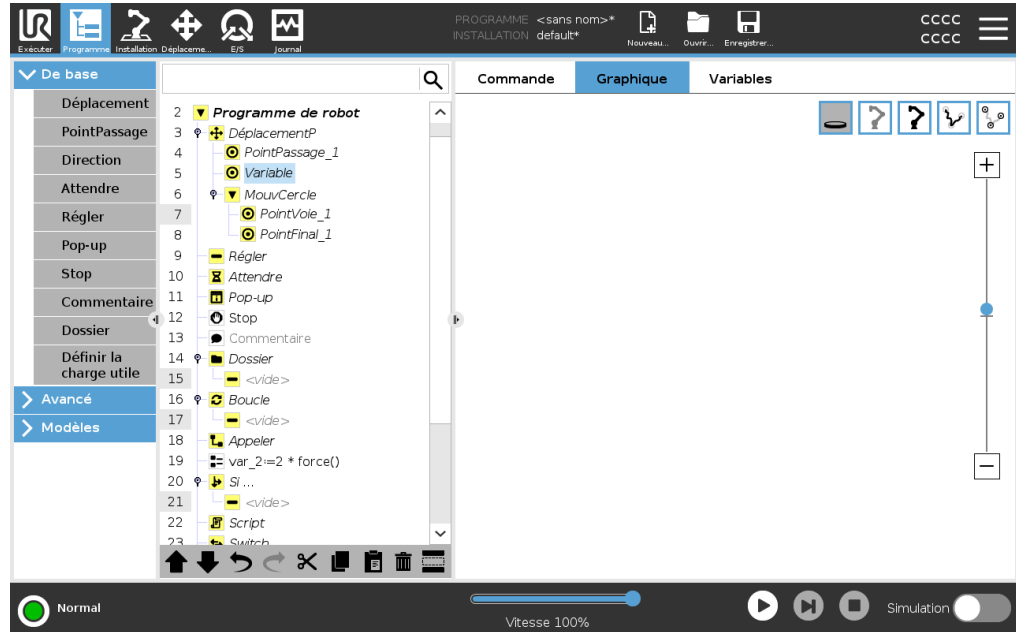 PROGRAMME <sans nom>*
INSTALLATION default*
CCCC
CCCC
Exécuter Programme Installation Déplaceme... E/S Journal Nouveau... Ouvrir... Enregistrer...
De base
Déplacement
PointPassage
Direction
Attendre
Régler
Pop-up
Stop
Commentaire
Dossier
Définir la
charge utile
Avancé
Modèles
2 Programme de robot
3 DéplacementP
4 PointPassage_1
5 Variable
6 MouvCercle
7 PointVoie_1
8 PointFinal_1
9 Régler
10 Attendre
11 Pop-up
12 Stop
13 Commentaire
14 Dossier
15 <vide>
16 Boucle
17 <vide>
18 Appeler
19 var_2:=2 * force()
20 Si ...
21 <vide>
22 Script
23 Switch
Commande Graphique Variables
Normal
Vitesse 100%
Simulation